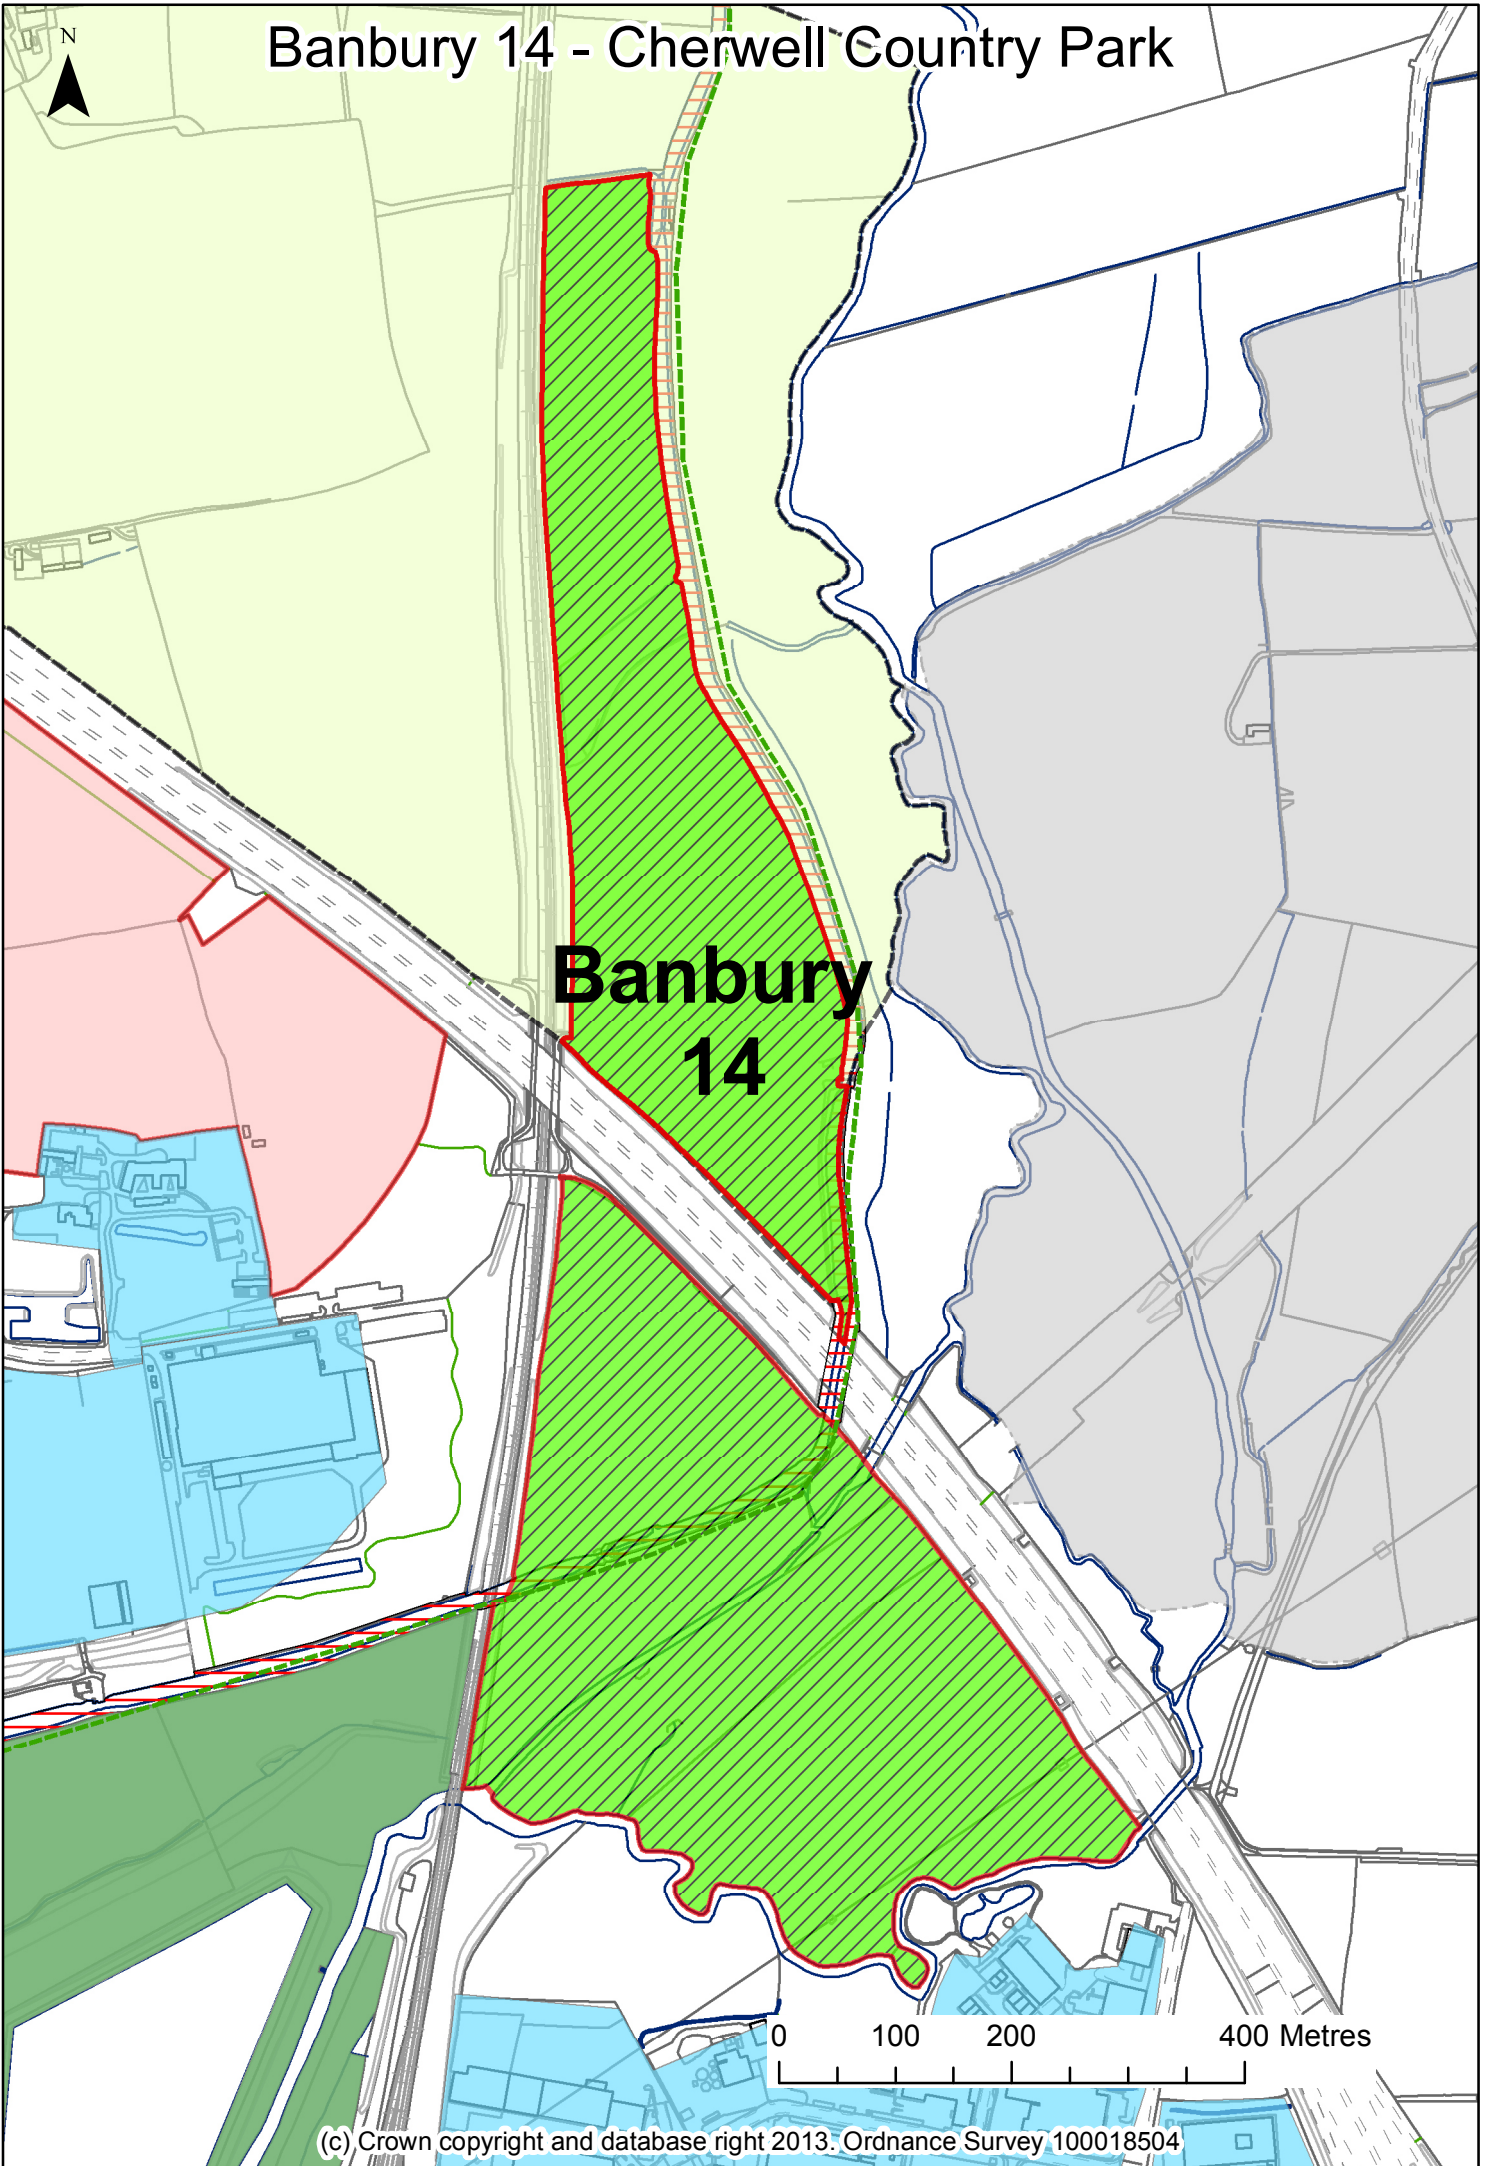 Banbury 14 - Cherwell Country Park
N
Banbury
14
0 100 200 400 Metres
(c) Crown copyright and database right 2013. Ordnance Survey 100018504